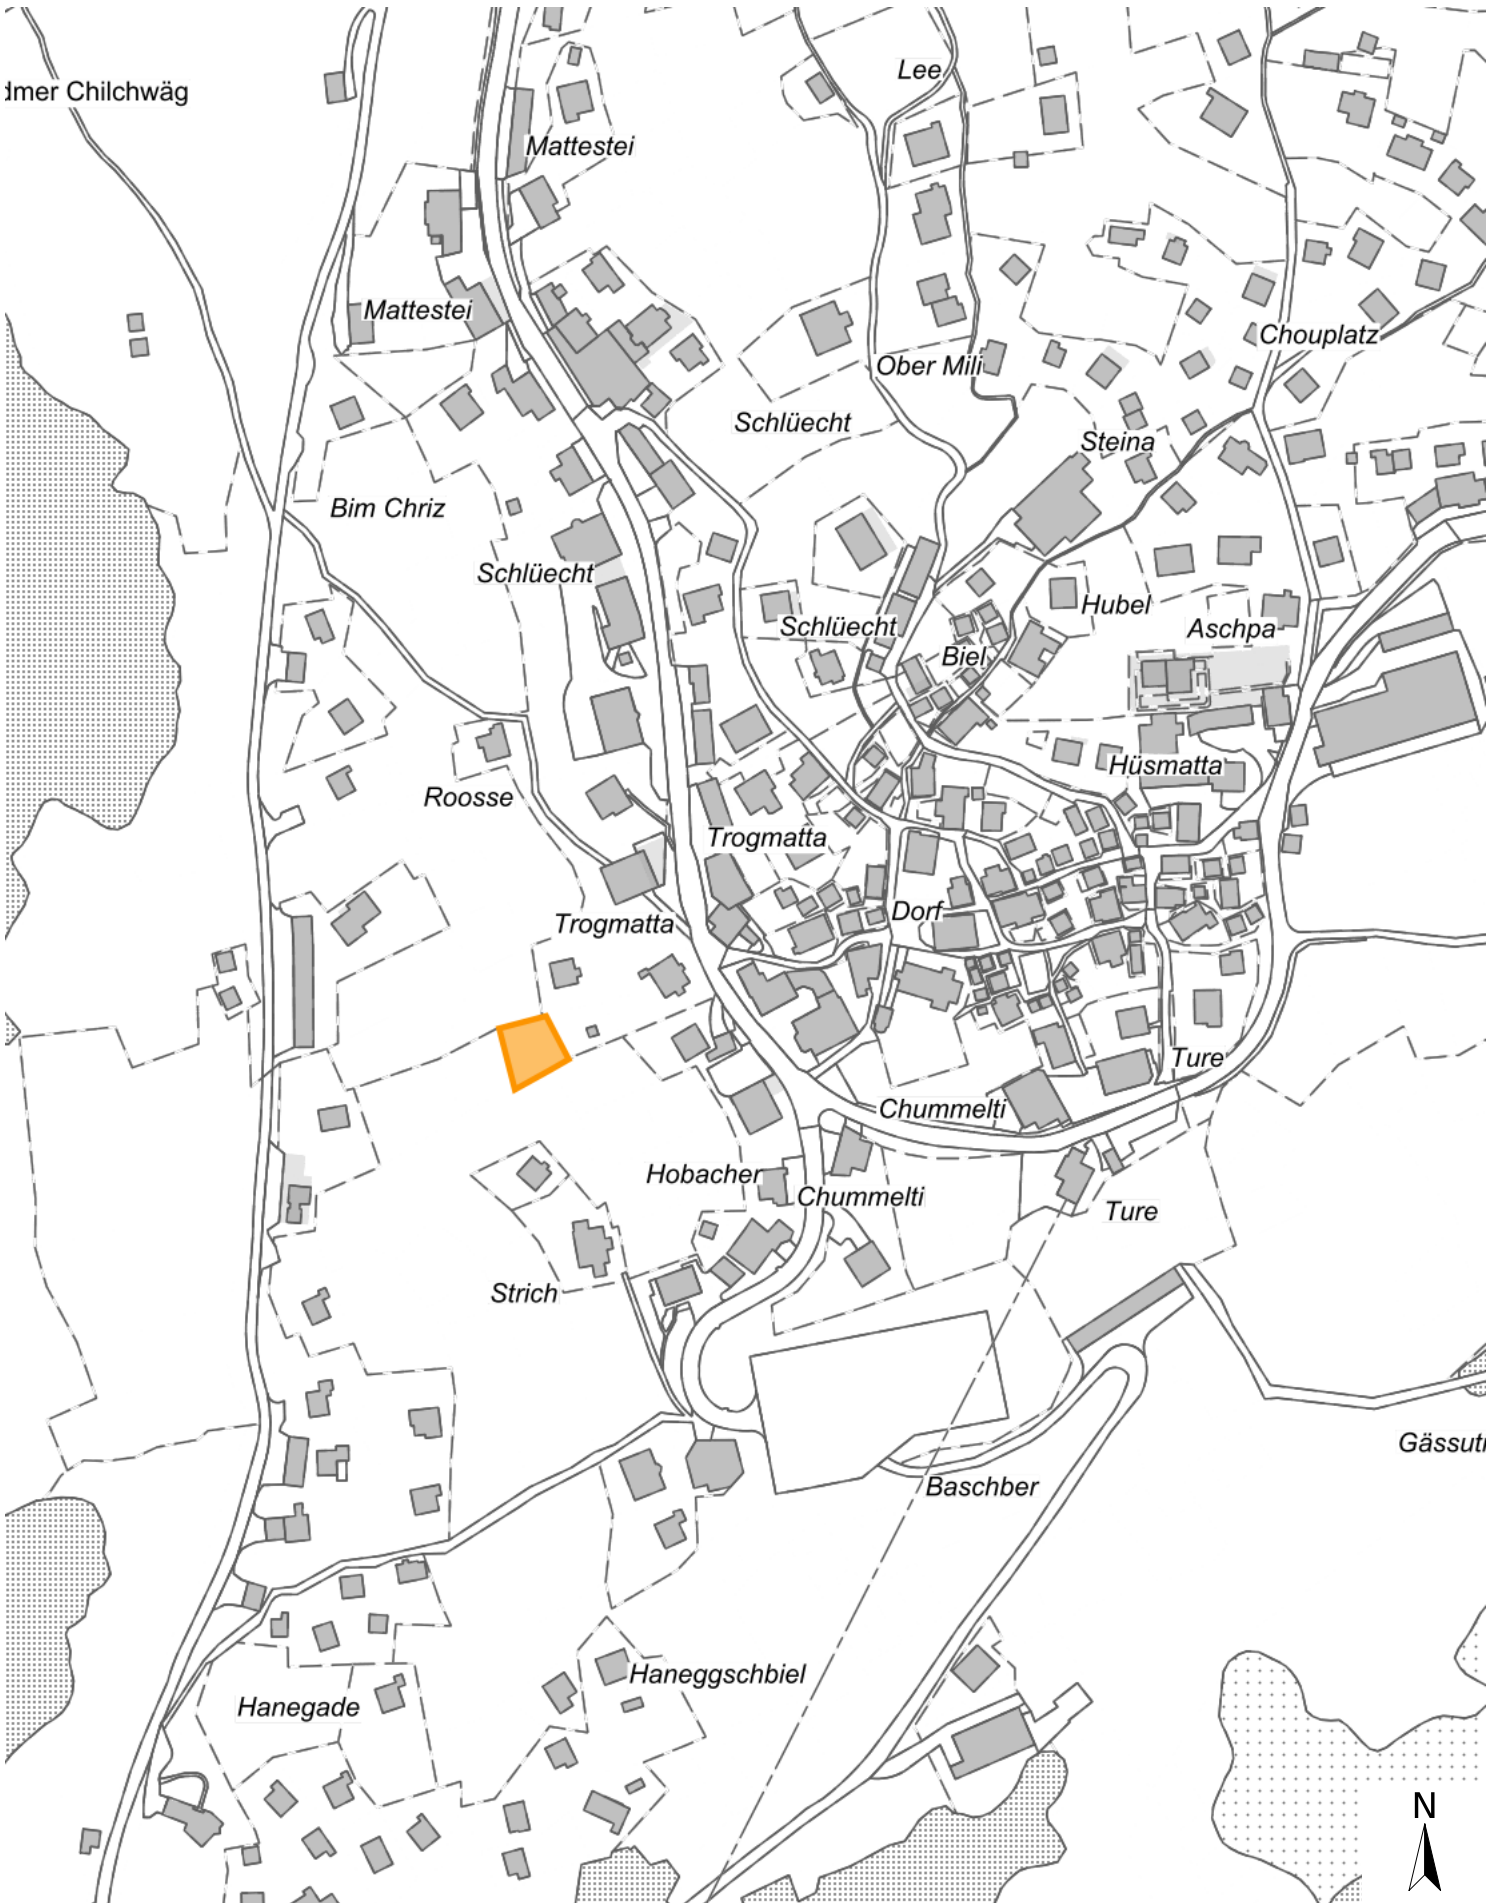 Lee
dmer Chilchwäg
Mattestei
Mattestei
Chouplatz
Ober Mili
Schlüecht
Steina
Bim Chriz
Schlüecht
Hubel
Schlüecht
Aschpa
Biel
Hüsmatta
Roosse
Trogmatta
Dorf
Trogmatta
Ture
Chummelti
Hobacher
Chummelti
Ture
Strich
Gässutr
Baschber
Haneggschbiel
Hanegade
N